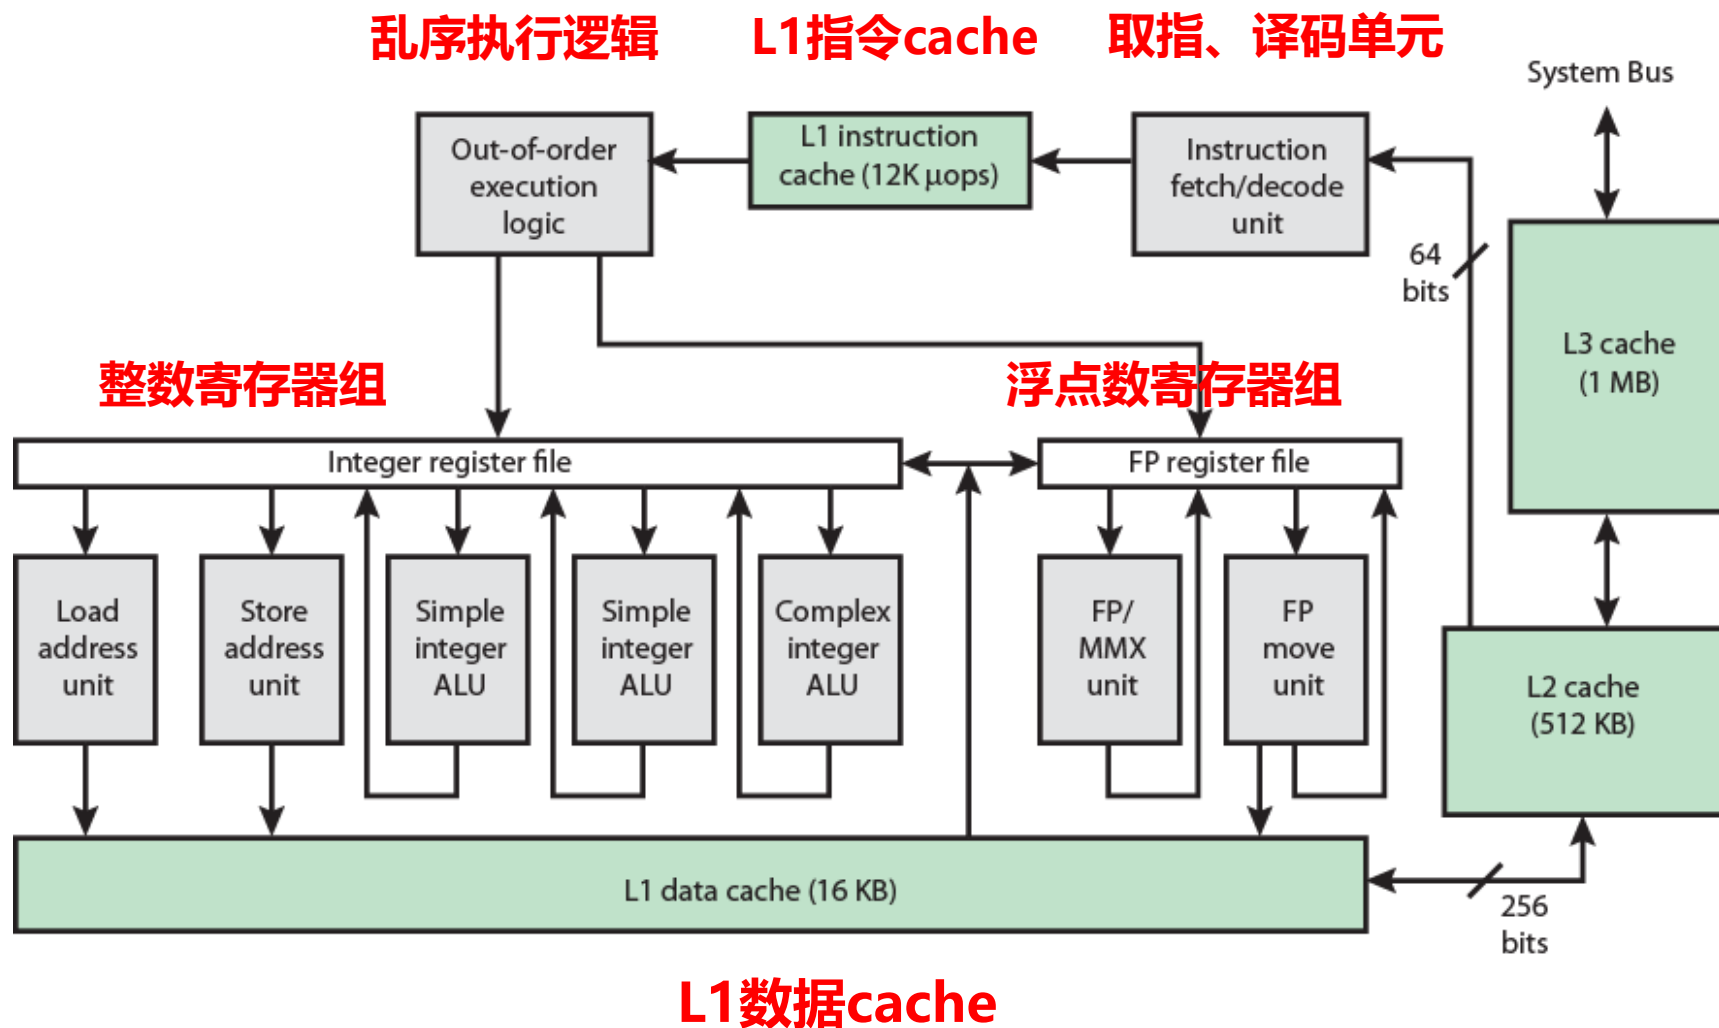 乱序执行逻辑
L1指令cache
取指、译码单元
System Bus
Out-of-order
execution
logic
L1 instruction
cache (12K µops)
Instruction
fetch/decode
unit
64
bits
L3 cache
(1 MB)
整数寄存器组
浮点数寄存器组
Integer register file
FP register file
Load
address
unit
Store
address
unit
Simple
integer
ALU
Simple
integer
ALU
Complex
integer
ALU
FP/
MMX
unit
FP
move
unit
L2 cache
(512 KB)
L1 data cache (16 KB)
256
bits
L1数据cache